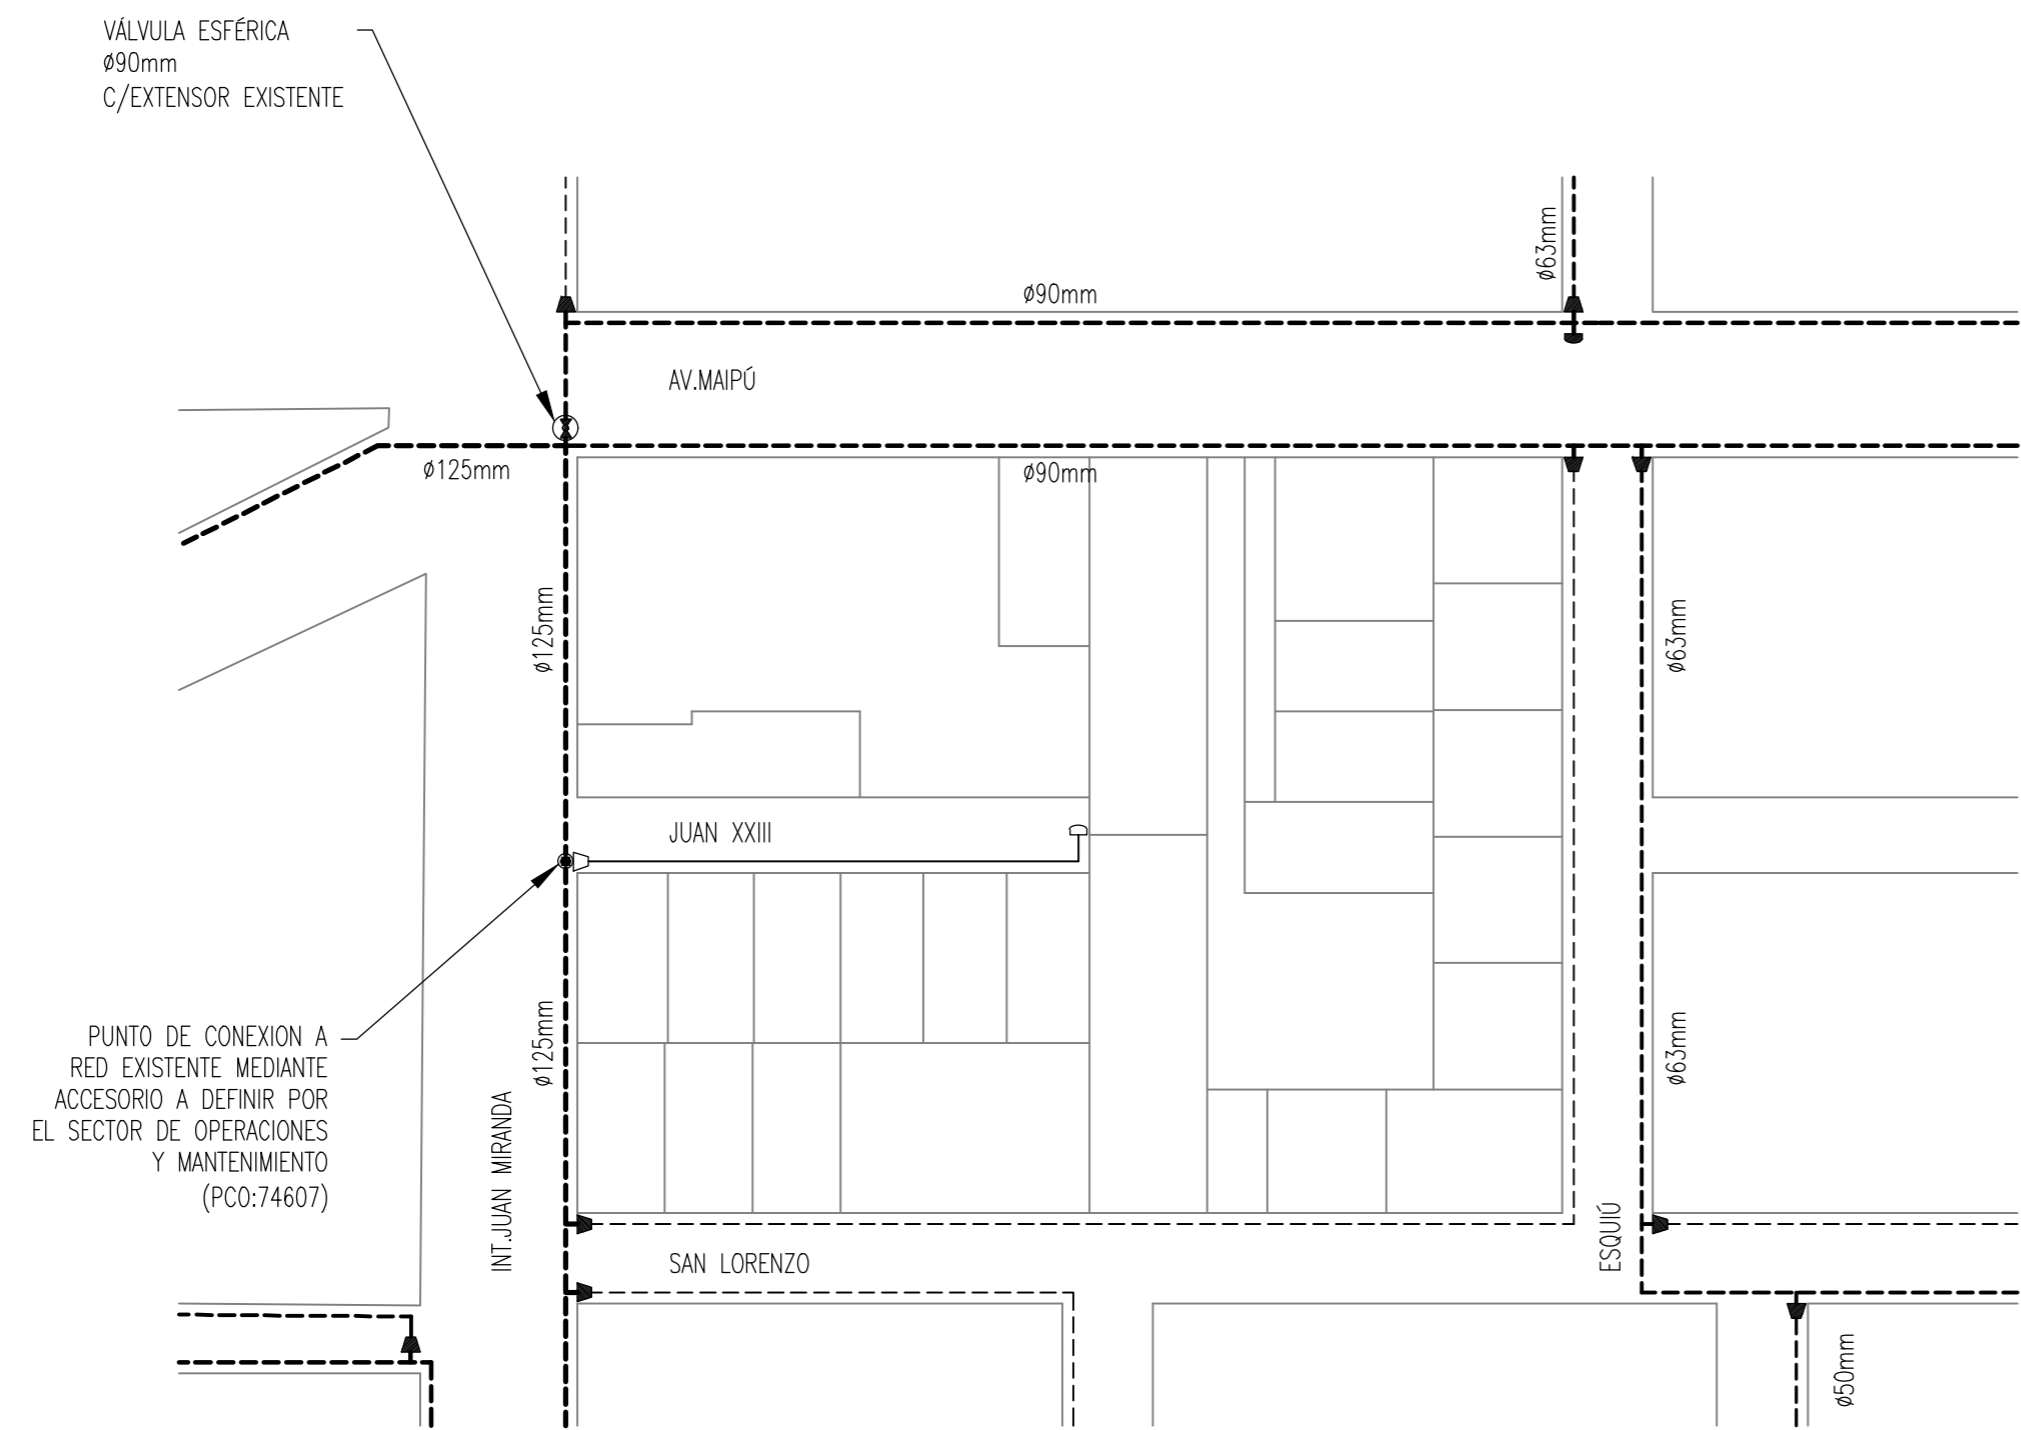 VÁLVULA ESFÉRICA
ø90mm
C/EXTENSOR EXISTENTE
ø63mm
ø90mm
AV.MAIPÚ
ø125mm
ø90mm
ø125mm
ø63mm
JUAN XXIII
ø125mm
ø63mm
PUNTO DE CONEXION A
RED EXISTENTE MEDIANTE
ACCESORIO A DEFINIR POR
EL SECTOR DE OPERACIONES
Y MANTENIMIENTO
(PCO:74607)
INT.JUAN MIRANDA
ESQUIÚ
SAN LORENZO
ø50mm